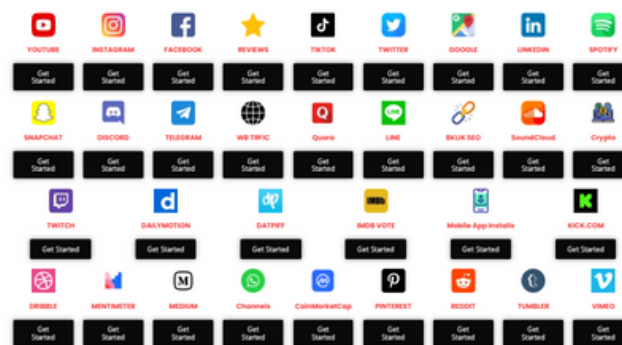 YOUTUBE INSTAGRAM FACEBOOK REVIEWS TIKTOK TWITTER GOOGLE LINKEDIN SPOTIFY
Get Get Get Get Get Get Get Get Get
Started Started Started Started Started Started Started Started Started
LINE
SNAPCHAT DISCORD TELEGRAM WB TRFIC Quora LINE BKLIK SEO SoundCloud Crypto
Get Get Get Get Get Get Get Get Get
Started Started Started Started Started Started Started Started Started
IMDb
TWITCH DAILYMOTION DATPIFF IMDB VOTE Mobile App Installs KICK.COM
Get Started Get Started Get Started Get Started Get Started Get Started
DRIBBLE MENTIMETER MEDIUM Channels CoinMarketCap PINTEREST REDDIT TUMBLER VIMEO
Get Get Get Get Get Get Get Get Get
Started Started Started Started Started Started Started Started Started